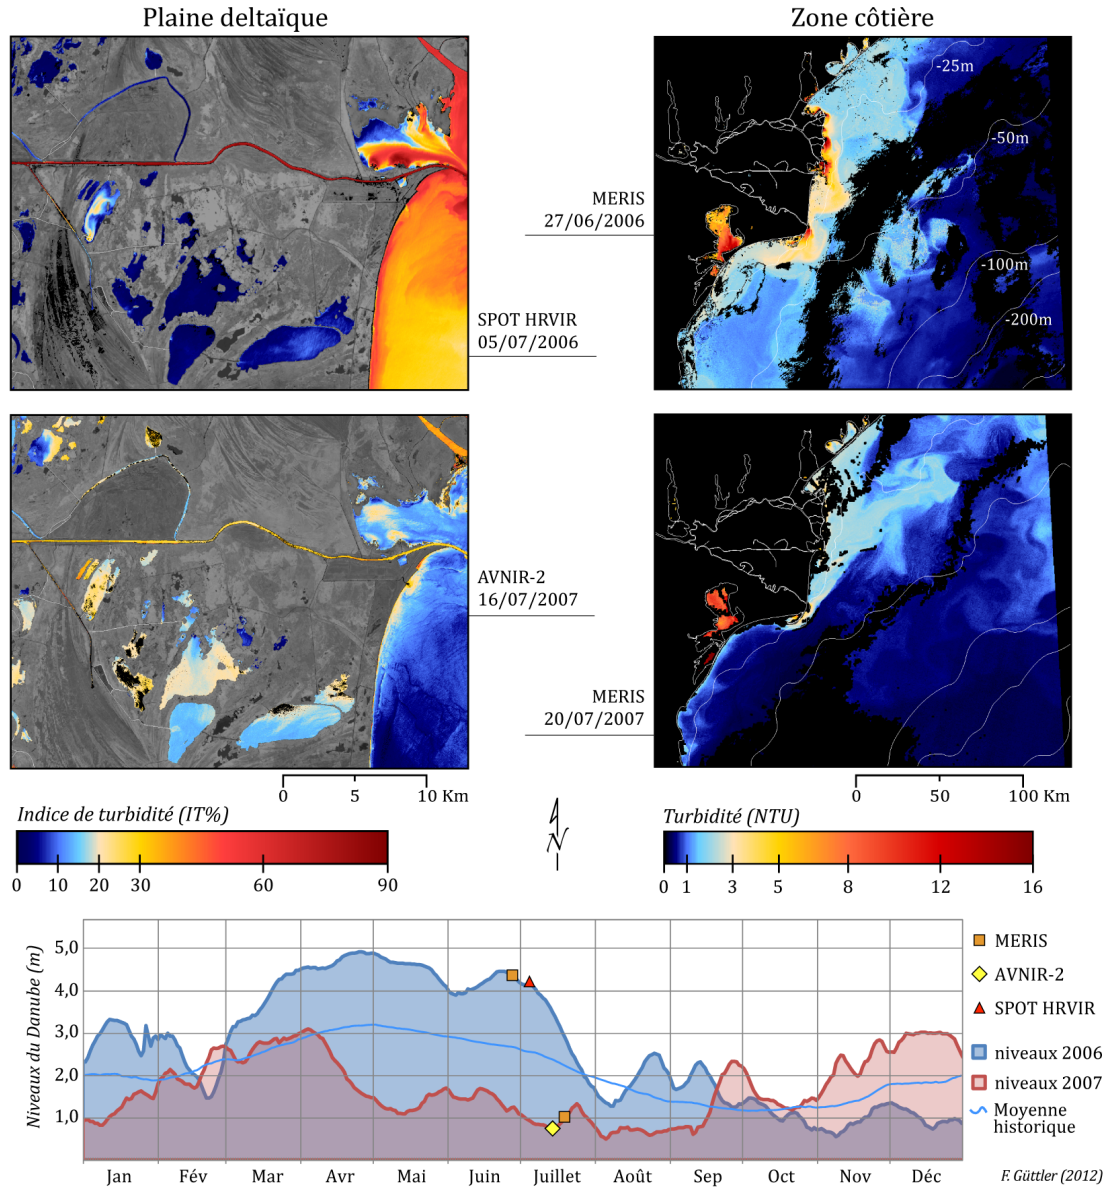 Plaine deltaïque
Zone côtière
-25m
-50m
-100m
-200m
MERIS
27/06/2006
SPOT HRVIR
05/07/2006
AVNIR-2
16/07/2007
MERIS
20/07/2007
0 5 10 Km
0 50 100 Km
Indice de turbidité (IT%)
0 10 20 30 60 90
N
Turbidité (NTU)
0 1 3 5 8 12 16
Niveaux du Danube (m)
5,0
4,0
3,0
2,0
1,0
Jan Fév Mar Avr Mai Juin Juillet Août Sep Oct Nov Déc
MERIS
AVNIR-2
SPOT HRVIR
niveaux 2006
niveaux 2007
Moyenne
historique
F. Güttler (2012)